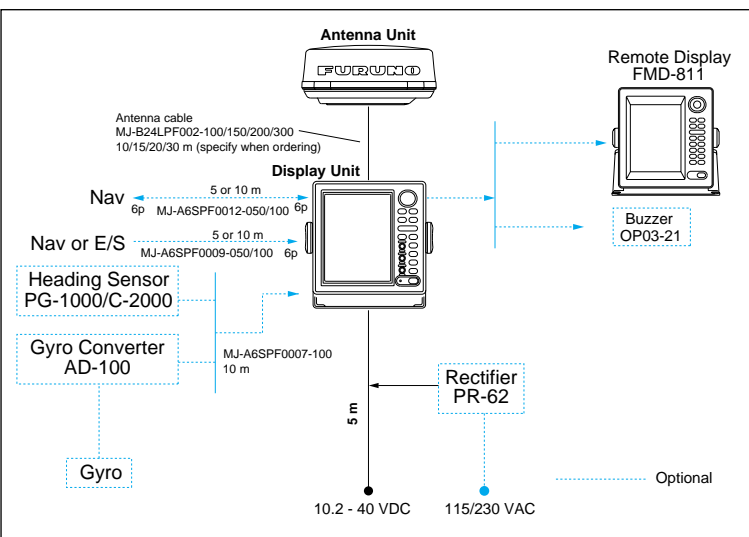 Antenna Unit
FURUNO
Remote Display
FMD-811
Antenna cable
MJ-B24LPF002-100/150/200/300
10/15/20/30 m (specify when ordering)
Display Unit
Nav
6p
5 or 10 m
MJ-A6SPF0012-050/100
6p
Buzzer
OP03-21
Nav or E/S
5 or 10 m
MJ-A6SPF0009-050/100
6p
Heading Sensor
PG-1000/C-2000
Gyro Converter
AD-100
MJ-A6SPF0007-100
10 m
Rectifier
PR-62
5 m
Gyro
Optional
10.2 - 40 VDC
115/230 VAC